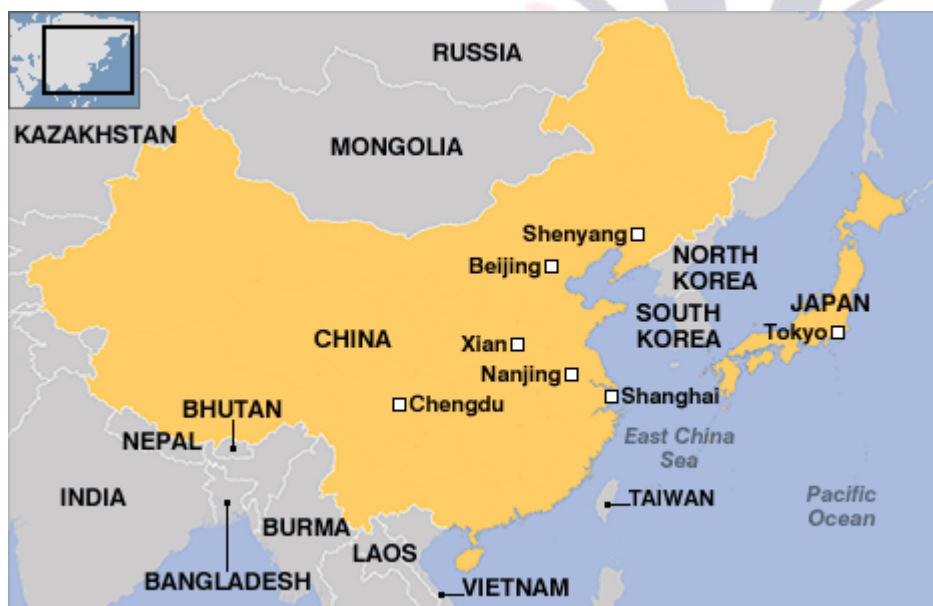 RUSSIA
KAZAKHSTAN
MONGOLIA
Shenyang
Beijing
NORTH
KOREA
SOUTH
KOREA
JAPAN
Tokyo
CHINA
Xian
Nanjing
Shanghai
Chengdu
BHUTAN
NEPAL
East China
Sea
INDIA
TAIWAN
Pacific
Ocean
BURMA
LAOS
BANGLADESH
VIETNAM